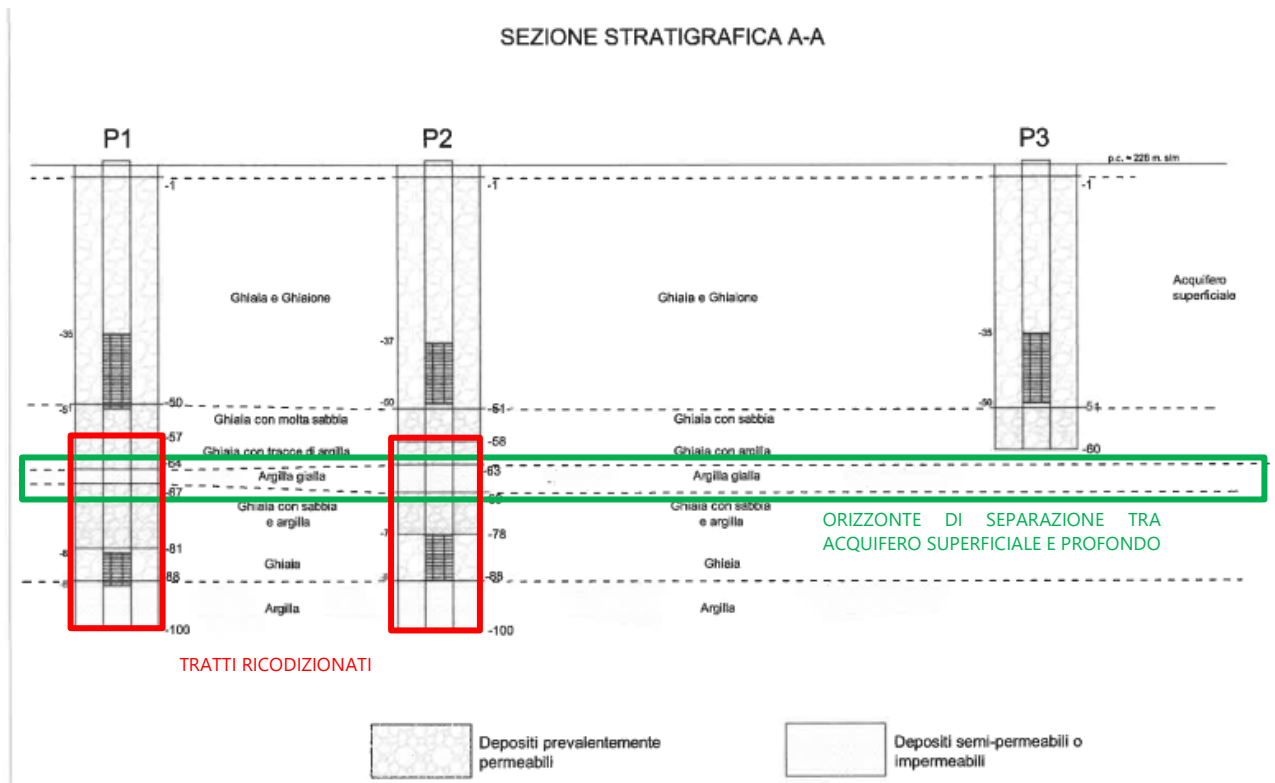 SEZIONE STRATIGRAFICA A-A
P1
P2
P3
p.c. = 226 m. slm
-1
-1
-1
Ghiaia e Ghiaione
Ghiaia e Ghiaione
Acquifero
superficiale
-35
-37
-35
-51
-50
-50
-51
-50
-51
Ghiaia con molta sabbia
Ghiaia con sabbia
-57
-58
Ghiaia con tracce di argilla
Ghiaia con argilla
-60
-64
-63
Argilla gialla
Argilla gialla
-67
Ghiaia con sabbia
e argilla
Ghiaia con sabbia
e argilla
ORIZZONTE DI SEPARAZIONE TRA
ACQUIFERO SUPERFICIALE E PROFONDO
-78
-81
Ghiaia
Ghiaia
-88
-88
Argilla
Argilla
-100
-100
TRATTI RICODIZIONATI
Depositi prevalentemente
permeabili
Depositi semi-permeabili o
impermeabili